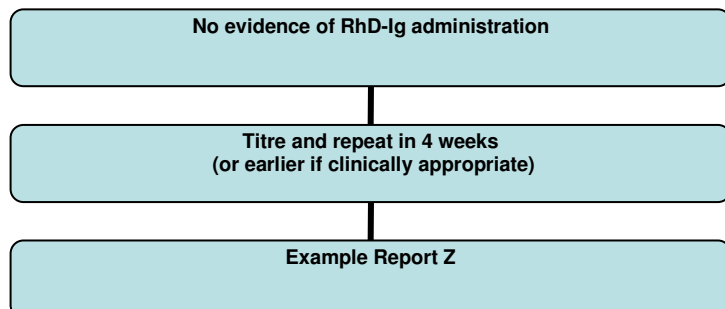 No evidence of RhD-Ig administration
Titre and repeat in 4 weeks
(or earlier if clinically appropriate)
Example Report Z